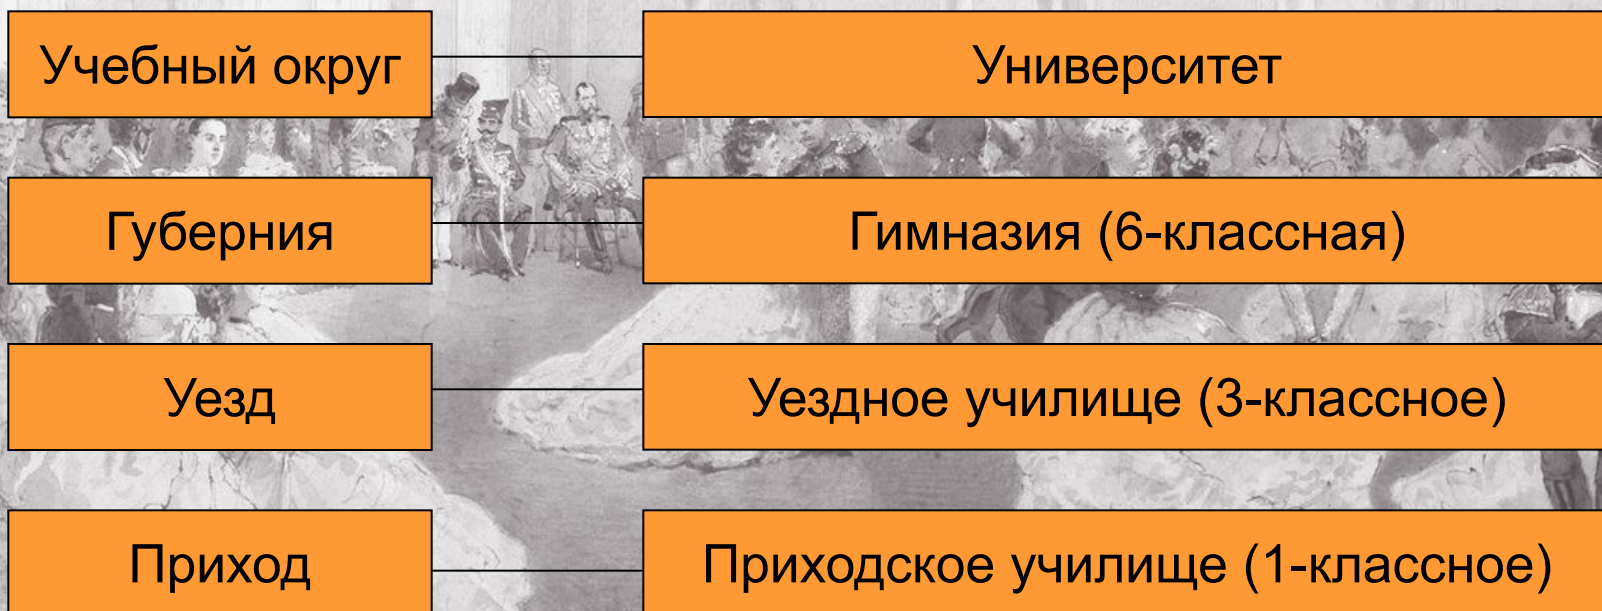 Учебный округ
Университет
Губерния
Гимназия (6-классная)
Уезд
Уездное училище (3-классное)
Приход
Приходское училище (1-классное)